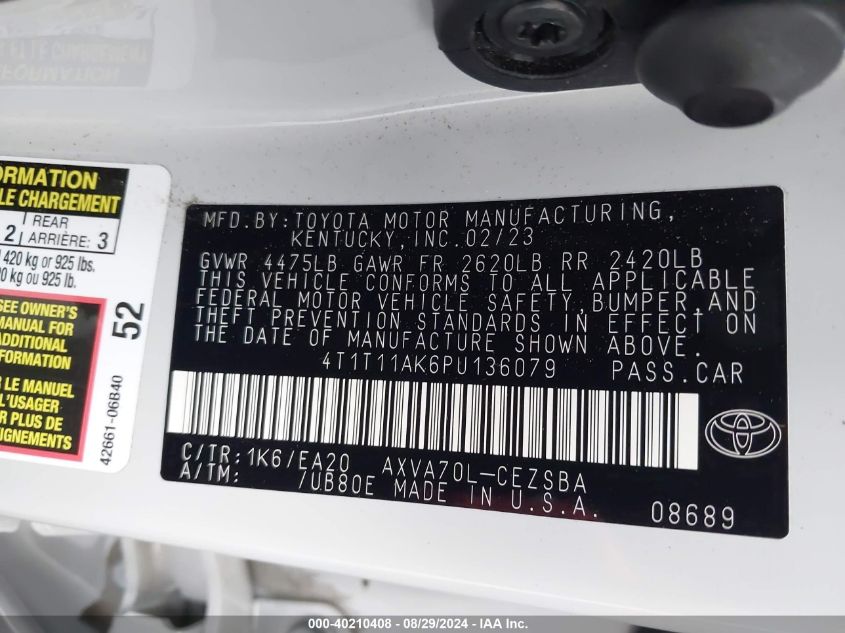 ELLE CHARGEMENT
INFORMATION
ORMATION
LE CHARGEMENT
2 REAR 3
ARRIÈRE:
420 kg or 925 lbs.
0 kg ou 925 lb.
SEE OWNER'S
MANUAL FOR
ADDITIONAL
INFORMATION
R LE MANUEL
L'USAGER
R PLUS DE
IGNEMENTS
52
42661-06B40
MFD.BY:TOYOTA MOTOR MANUFACTURING,
KENTUCKY,INC.02/23
GVWR 4475LB GAWR FR 2620LB RR 2420LB
THIS VEHICLE CONFORMS TO ALL APPLICABLE
FEDERAL MOTOR VEHICLE SAFETY,BUMPER,AND
THEFT PREVENTION STANDARDS IN EFFECT ON
THE DATE OF MANUFACTURE SHOWN ABOVE.
4T1T11AK6PU136079 PASS.CAR
C/TR:1K6/EA20 AXVA70L-CEZSBA
A/TM: /UB80E MADE IN U.S.A.
08689
000-40210408 - 08/29/2024 - IAA Inc.